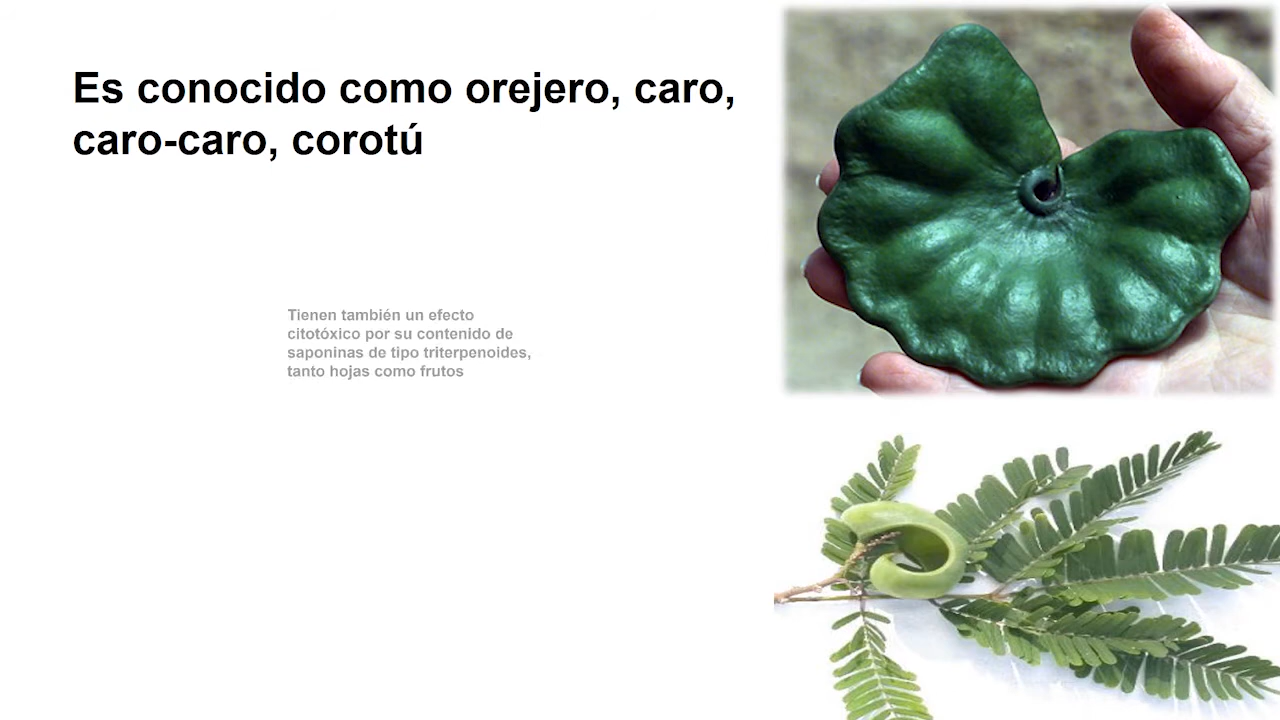 Es conocido como orejero, caro,
caro-caro, corotú
Tienen también un efecto
citotóxico por su contenido de
saponinas de tipo triterpenoides,
tanto hojas como frutos